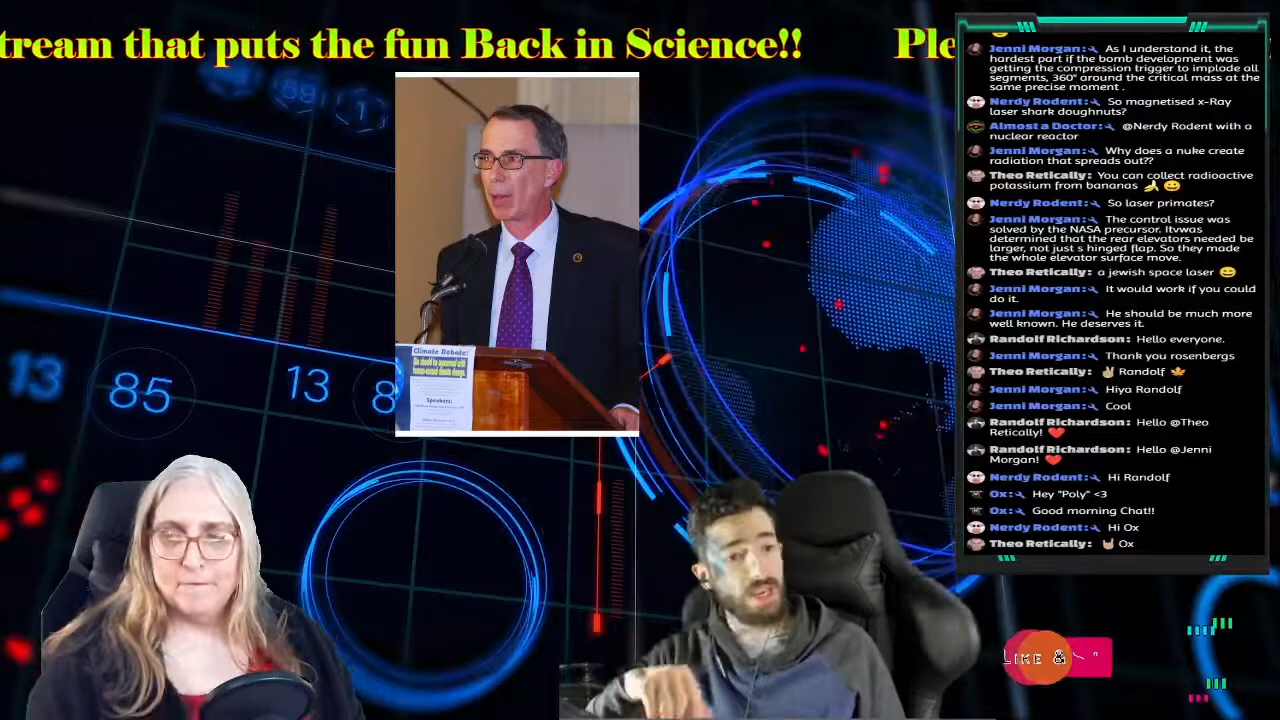 tream that puts the fun Back in Science!! Ple
89
1
13
85
13
8
Climate Debate:
Speakers:
Jenni Morgan: As I understand it, the
hardest part if the bomb development was
getting the compression trigger to implode all
segments, 360° around the critical mass at the
same precise moment .
Nerdy Rodent: So magnetised x-Ray
laser shark doughnuts?
Almost a Doctor: @Nerdy Rodent with a
nuclear reactor
Jenni Morgan: Why does a nuke create
radiation that spreads out??
Theo Retically: You can collect radioactive
potassium from bananas 🍌 😄
Nerdy Rodent: So laser primates?
Jenni Morgan: The control issue was
solved by the NASA precursor. Itvwas
determined that the rear elevators needed be
larger, not just s hinged flap. So they made
the whole elevator surface move.
Theo Retically: a jewish space laser 😄
Jenni Morgan: It would work if you could
do it.
Jenni Morgan: He should be much more
well known. He deserves it.
Randolf Richardson: Hello everyone.
Jenni Morgan: Thank you rosenbergs
Theo Retically: ✌🏼 Randolf 🍁
Jenni Morgan: Hiya Randolf
Jenni Morgan: Cool
Randolf Richardson: Hello @Theo
Retically! ❤️
Randolf Richardson: Hello @Jenni
Morgan! ❤️
Nerdy Rodent: Hi Randolf
Ox: Hey "Poly" <3
Ox: Good morning Chat!!
Nerdy Rodent: Hi Ox
Theo Retically: 🤘🏼 Ox
LIKE &